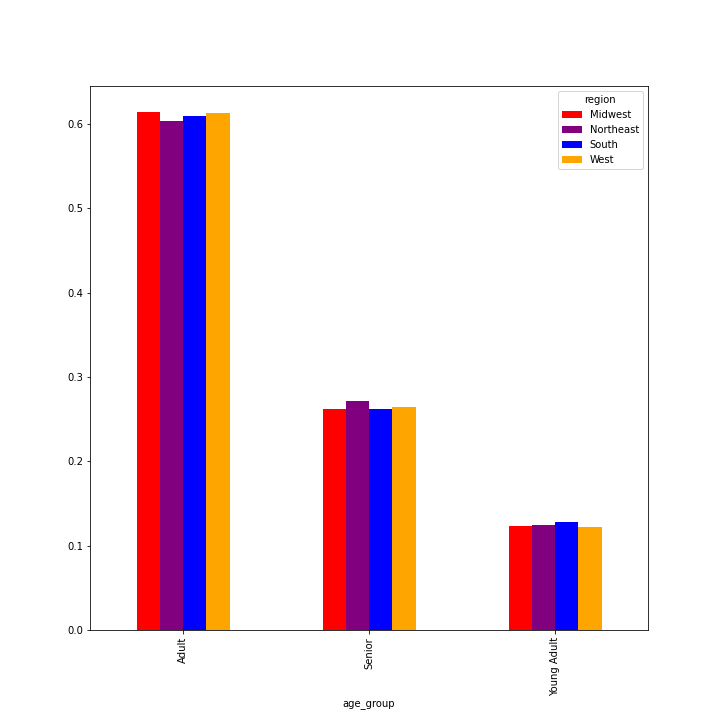 region
Midwest
Northeast
South
West
0.6
0.5
0.4
0.3
0.2
0.1
0.0
Adult
Senior
Young Adult
age_group